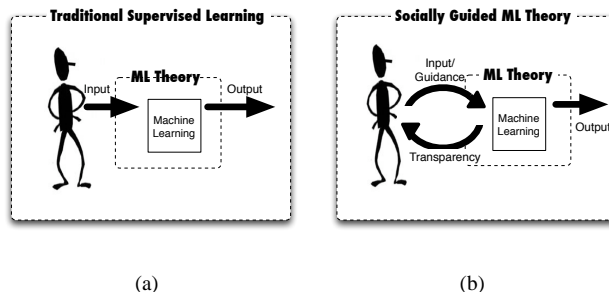 Traditional Supervised Learning
ML Theory
Input
Output
Machine
Learning
(a)
Socially Guided ML Theory
Input/
Guidance
ML Theory
Machine
Learning
Output
Transparency
(b)